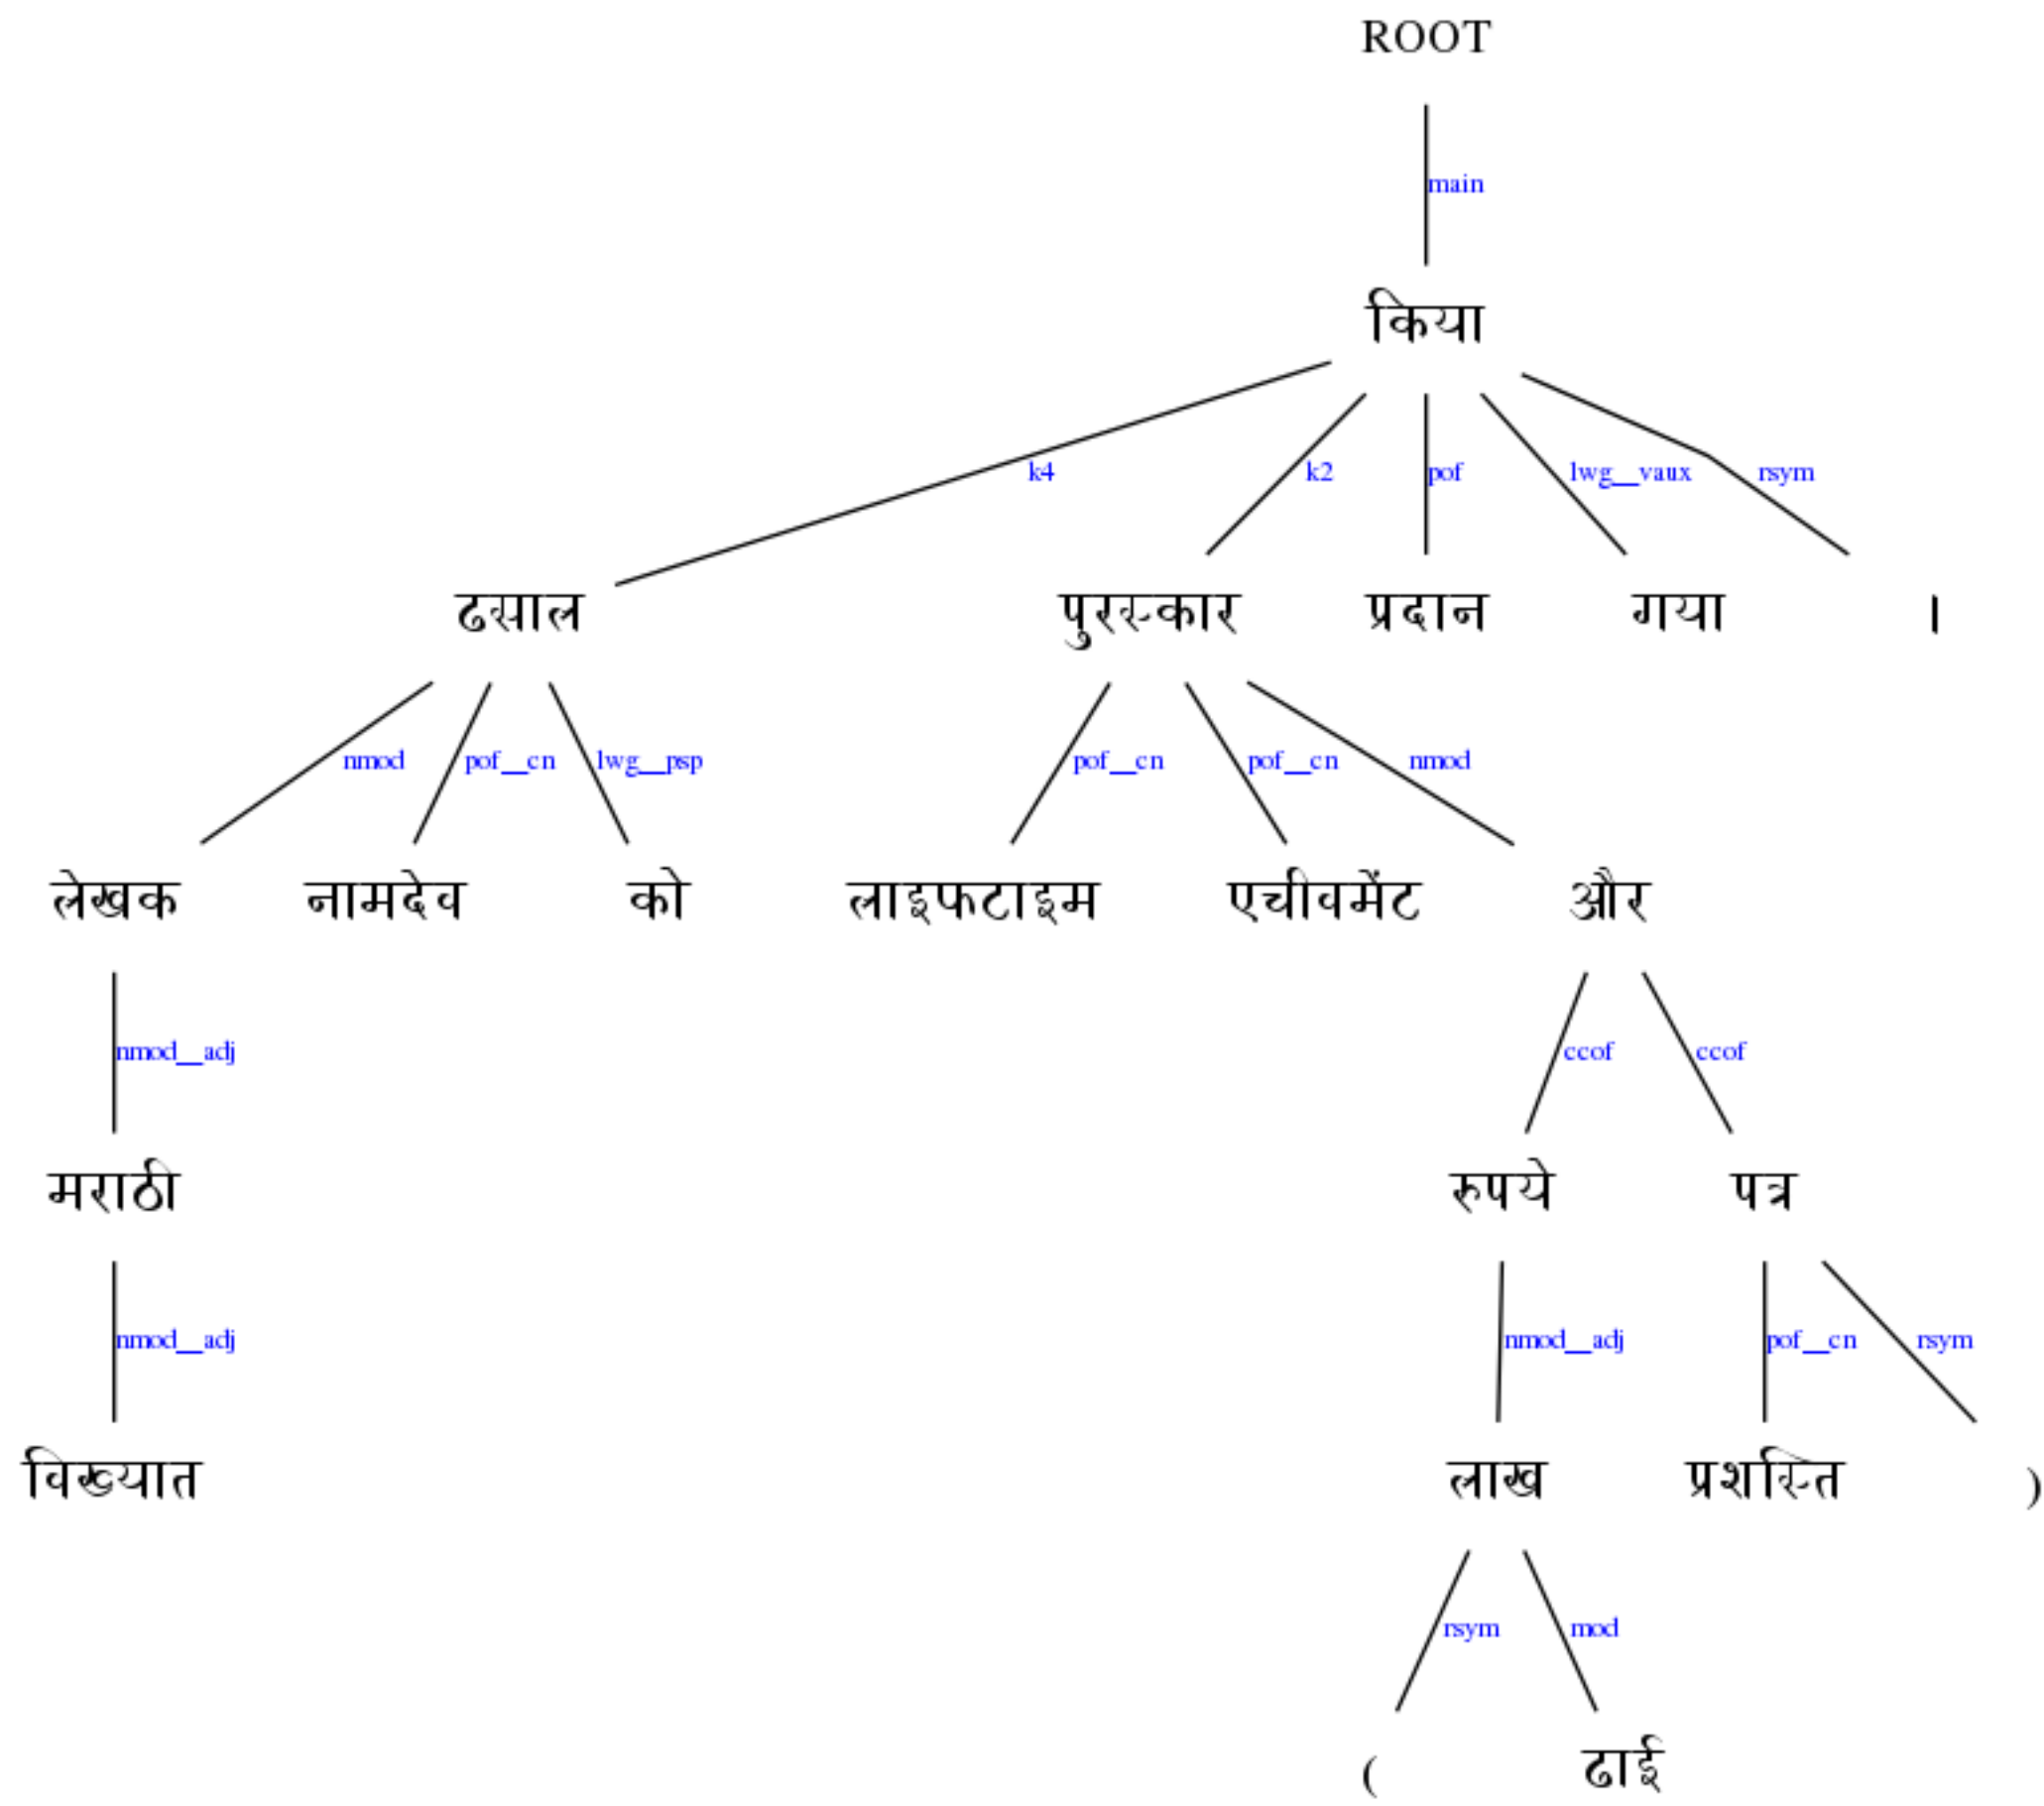 ROOT
main
किया
k4 k2 pof lwg__vaux rsym
ढसाल पुरस्कार प्रदान गया ।
nmod pof__cn lwg__psp pof__cn pof__cn nmod
लेखक नामदेव को लाइफटाइम एचीवमेंट और
nmod__adj ccof ccof
मराठी रुपये पत्र
nmod__adj nmod__adj pof__cn rsym
विख्यात लाख प्रशस्ति )
rsym mod
( ढाई